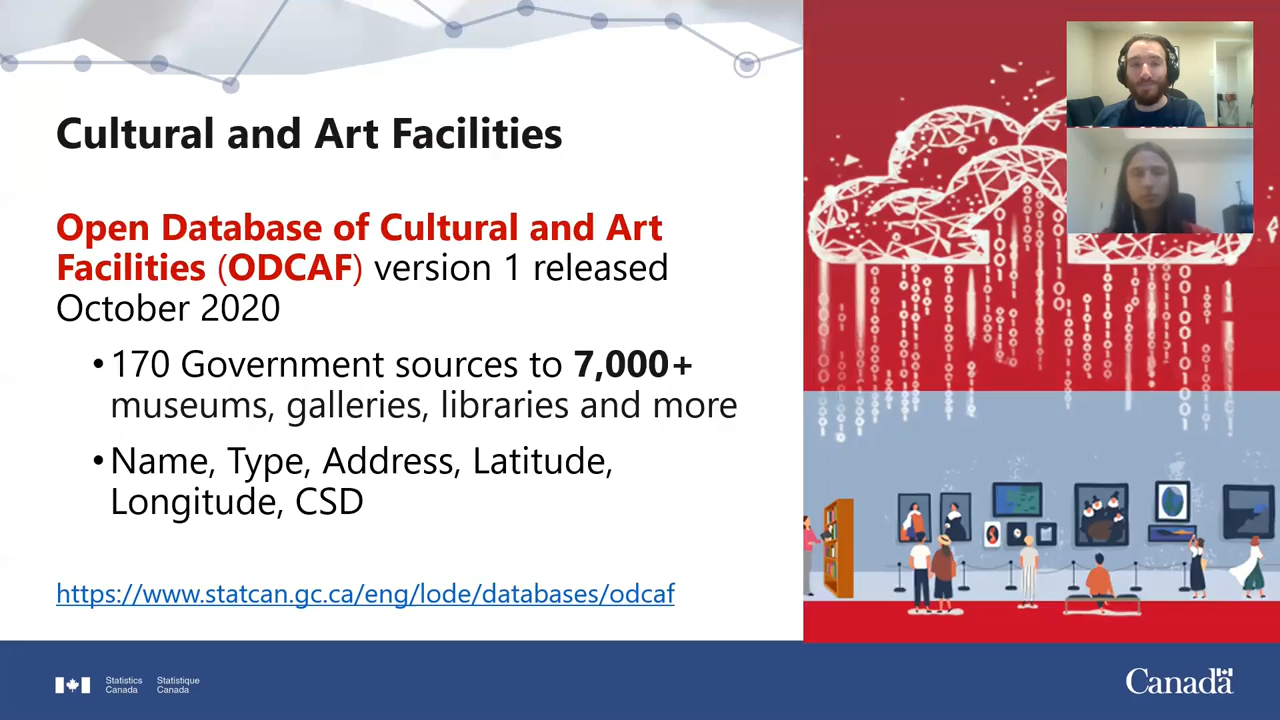 Cultural and Art Facilities
Open Database of Cultural and Art
Facilities (ODCAF) version 1 released
October 2020
•170 Government sources to 7,000+
museums, galleries, libraries and more
•Name, Type, Address, Latitude,
Longitude, CSD
https://www.statcan.gc.ca/eng/lode/databases/odcaf
Statistics Canada
Statistique Canada
Canada